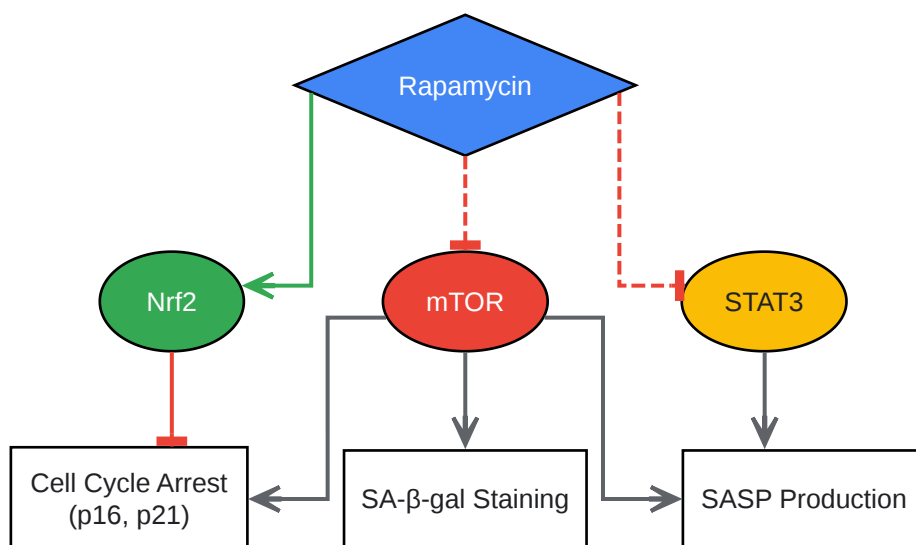 Rapamycin
Nrf2
mTOR
STAT3
Cell Cycle Arrest
(p16, p21)
SA-β-gal Staining
SASP Production